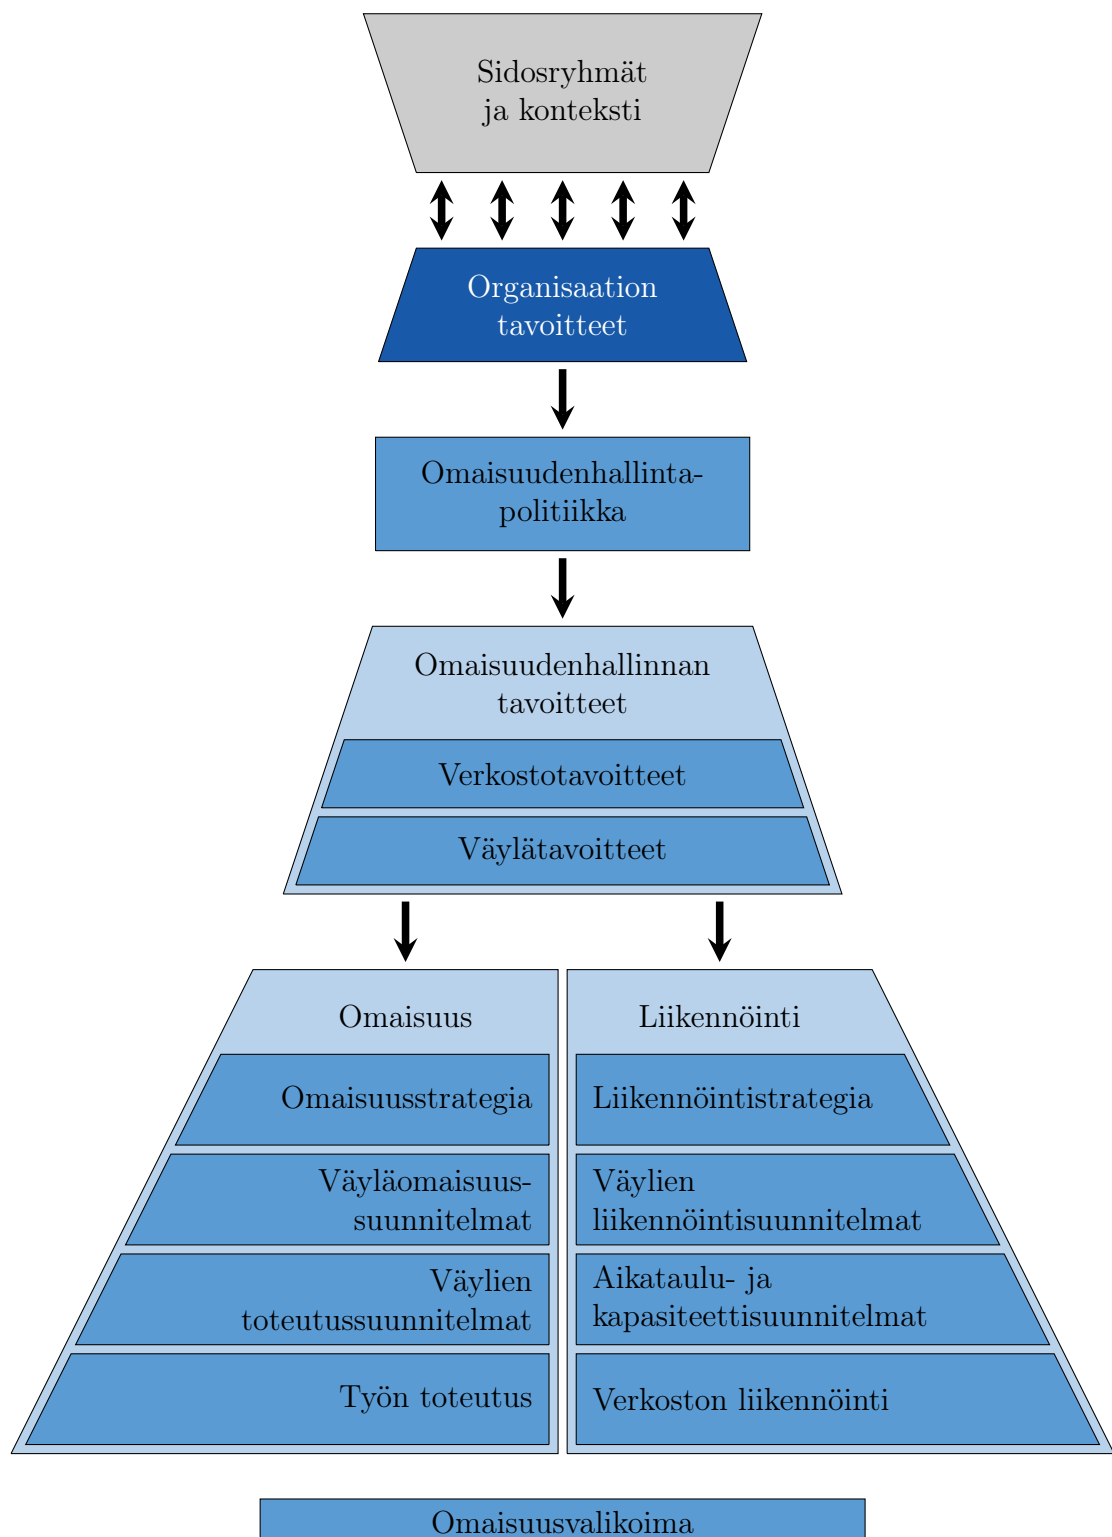 Sidosryhmät
ja konteksti
Organisaation
tavoitteet
Omaisuudenhallinta-
politiikka
Omaisuudenhallinnan
tavoitteet
Verkostotavoitteet
Väylätavoitteet
Omaisuus
Omaisuusstrategia
Väyläomaisuus-
suunnitelmat
Väylien
toteutussuunnitelmat
Työn toteutus
Liikennöinti
Liikennöintistrategia
Väylien
liikennöintisuunnitelmat
Aikataulu- ja
kapasiteettisuunnitelmat
Verkoston liikennöinti
Omaisuusvalikoima